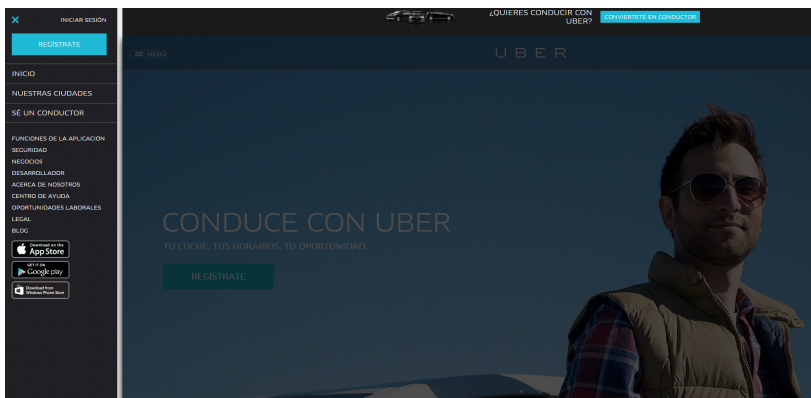 INICIAR SESIÓN
REGÍSTRATE
INICIO
NUESTRAS CIUDADES
SÉ UN CONDUCTOR
FUNCIONES DE LA APLICACIÓN
SEGURIDAD
NEGOCIOS
DESARROLLADOR
ACERCA DE NOSOTROS
CENTRO DE AYUDA
OPORTUNIDADES LABORALES
LEGAL
BLOG
Download on the
App Store
GET IT ON
Google play
Download from
Windows Phone Store
¿QUIERES CONDUCIR CON
UBER?
CONVIÉRTETE EN CONDUCTOR
MENÚ
UBER
CONDUCE CON UBER
TU COCHE. TUS HORARIOS. TU OPORTUNIDAD.
REGÍSTRATE